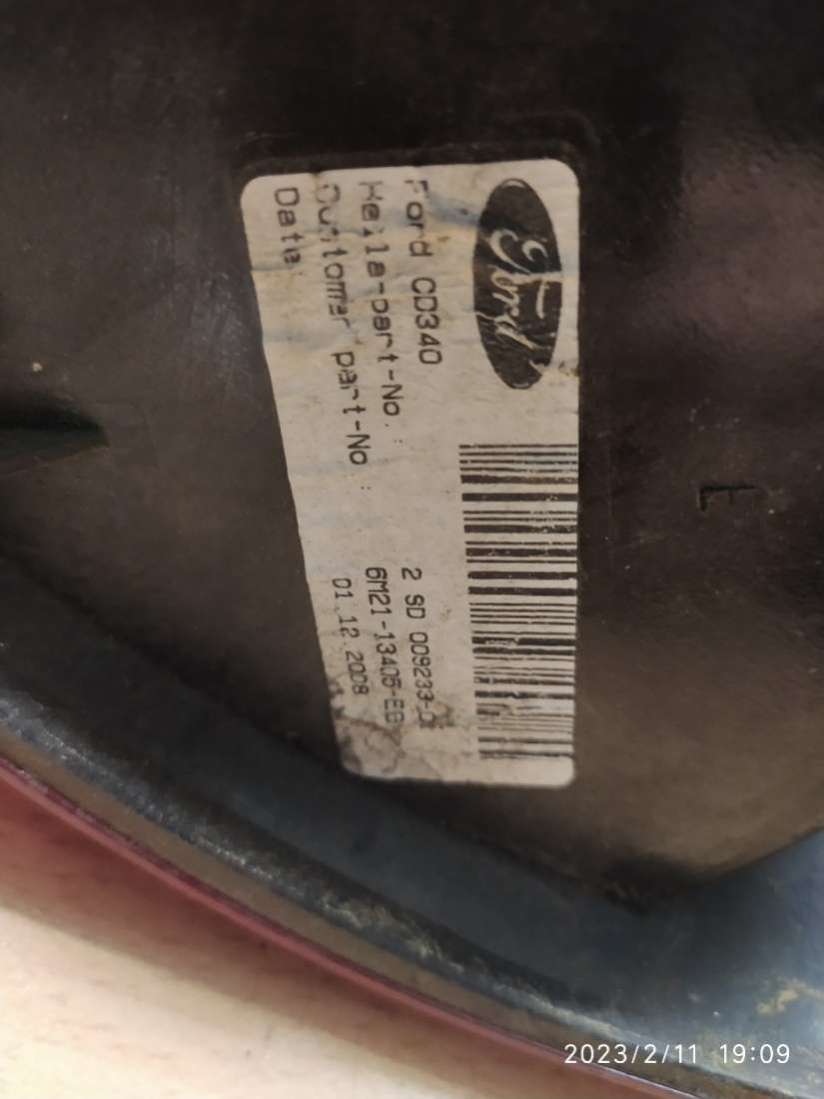 Ford
Ford CD340
Hella-part-No. : 2 SD 009233-
Customer part-No : 6M21-13405-EB
Date: 01.12.2008
L
2023/2/11 19:09